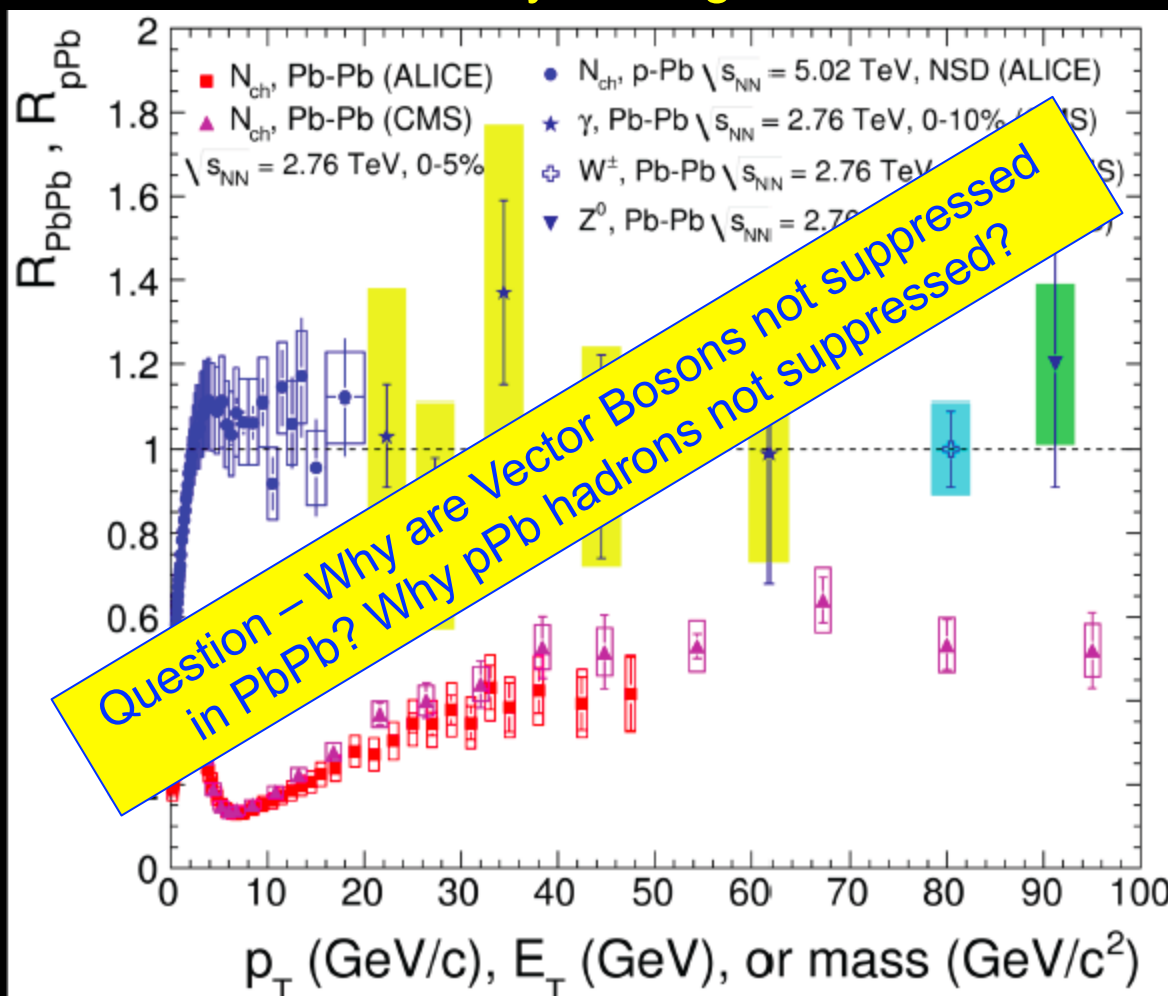 2
1.8
1.6
1.4
1.2
1
0.8
0.6
0
R_PbPb , R_pPb
N_ch, Pb-Pb (ALICE)
N_ch, Pb-Pb (CMS)
√s_NN = 2.76 TeV, 0-5%
N_ch, p-Pb √s_NN = 5.02 TeV, NSD (ALICE)
γ, Pb-Pb √s_NN = 2.76 TeV, 0-10%
W±, Pb-Pb √s_NN = 2.76 TeV
Z⁰, Pb-Pb √s_NN
Question – Why are Vector Bosons not suppressed
in PbPb? Why pPb hadrons not suppressed?
0 10 20 30 40 50 60 70 80 90 100
p_T (GeV/c), E_T (GeV), or mass (GeV/c²)